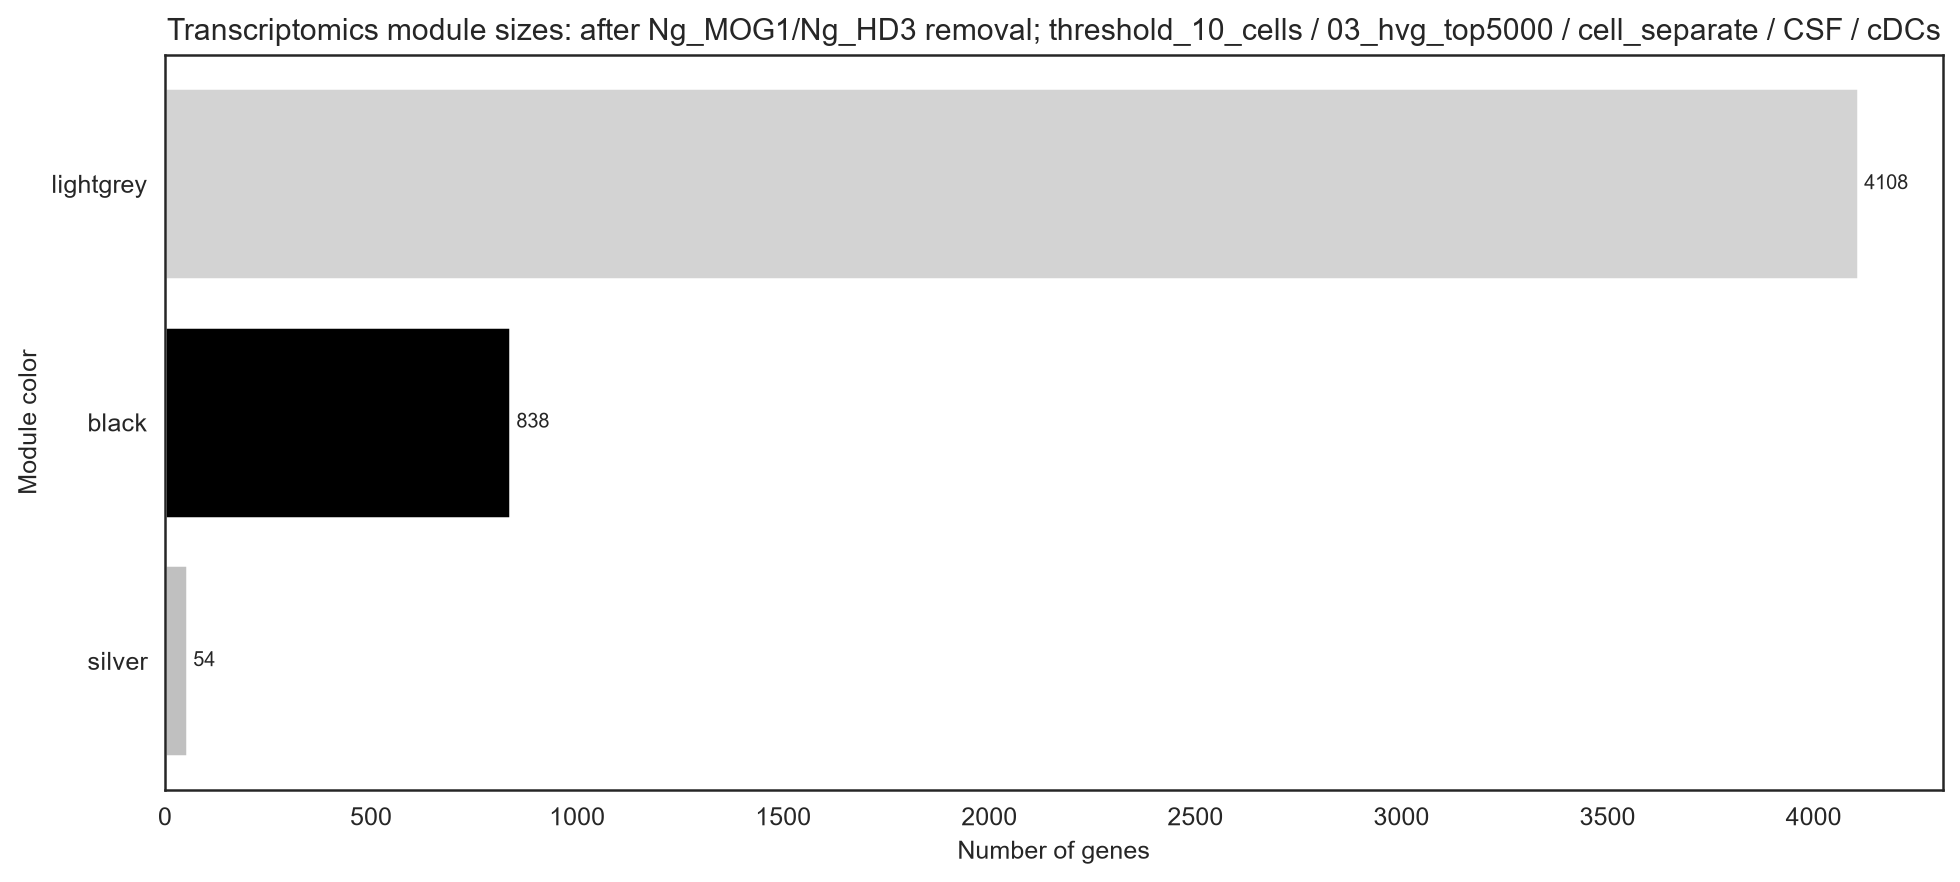 Transcriptomics module sizes: after Ng_MOG1/Ng_HD3 removal; threshold_10_cells / 03_hvg_top5000 / cell_separate / CSF / cDCs
lightgrey
4108
black
838
silver
54
Module color
0 500 1000 1500 2000 2500 3000 3500 4000
Number of genes